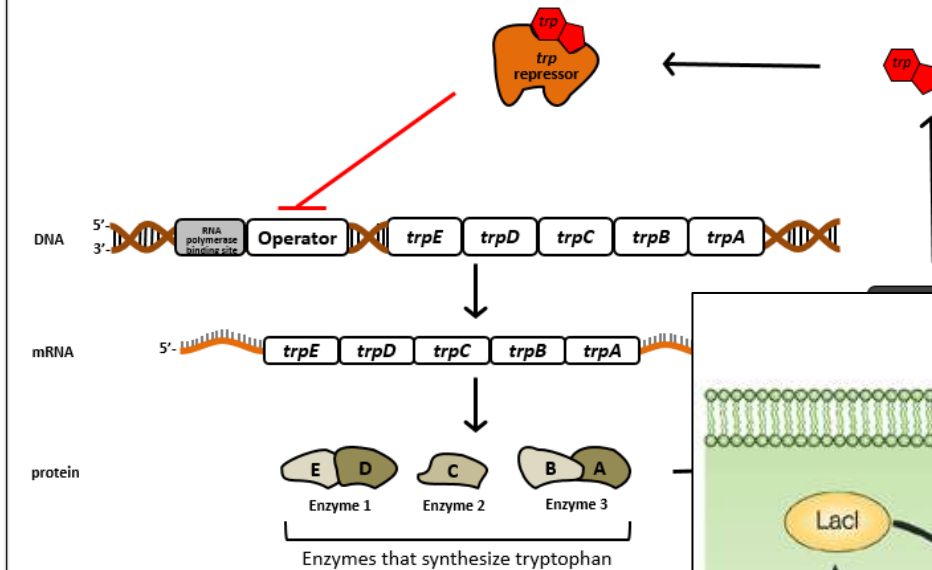 trp
trp
repressor
trp
DNA
5’-
3’-
RNA
polymerase
binding site
Operator
trpE
trpD
trpC
trpB
trpA
mRNA
5’-
trpE
trpD
trpC
trpB
trpA
protein
E
D
C
B
A
Enzyme 1
Enzyme 2
Enzyme 3
Enzymes that synthesize tryptophan
LacI